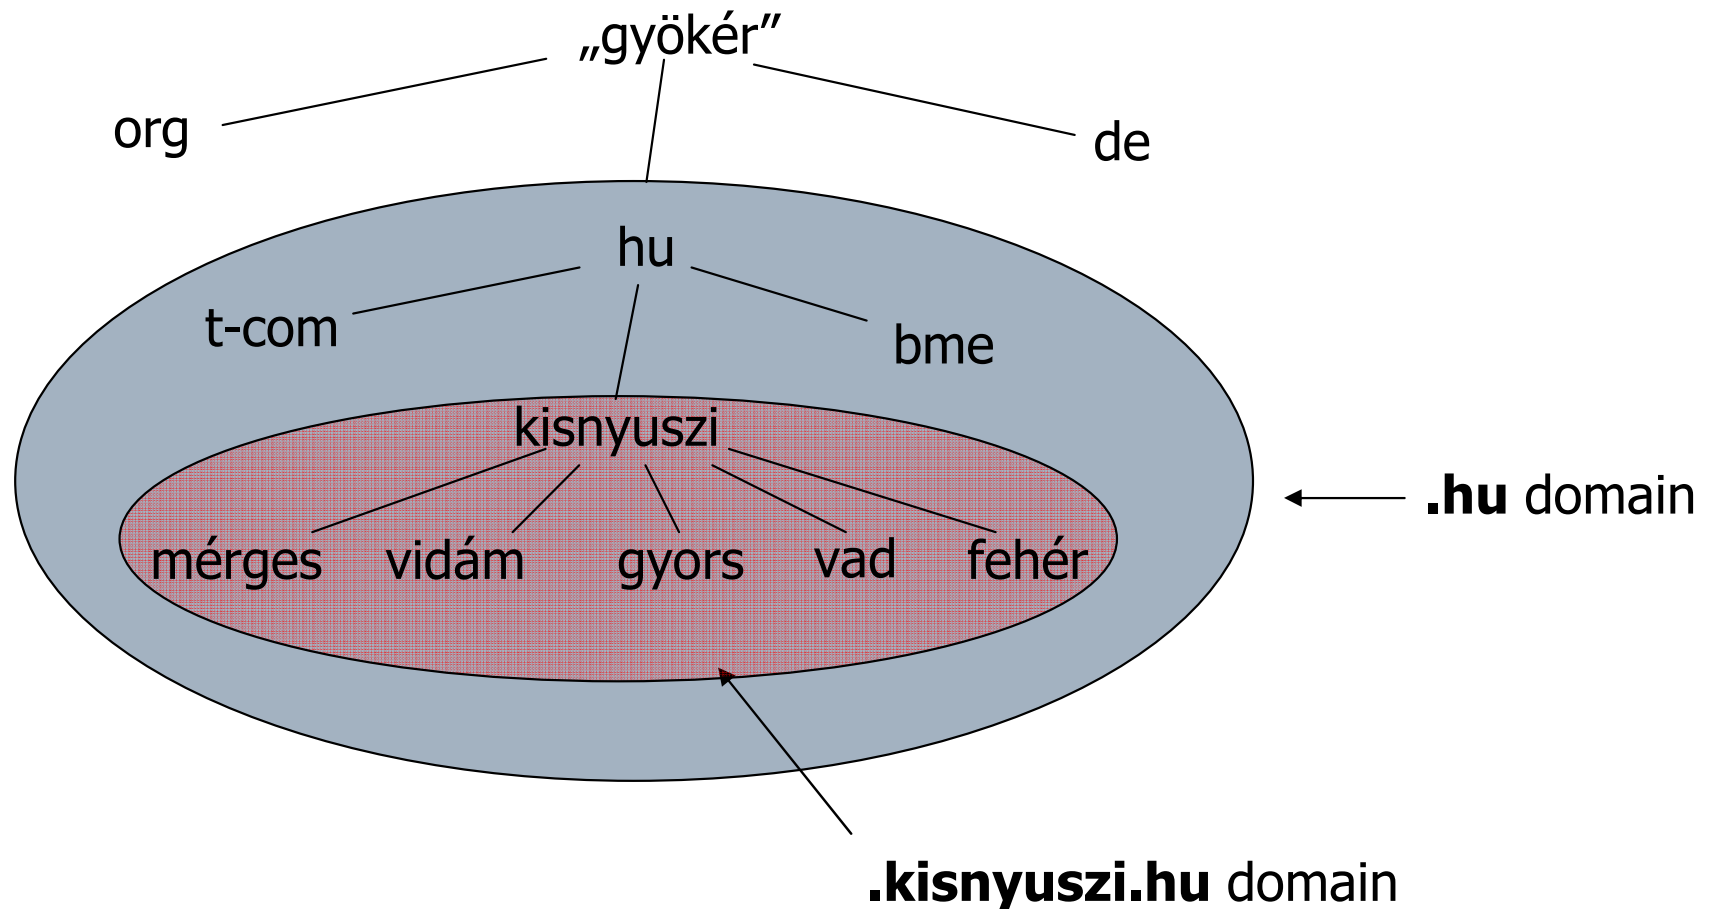 „gyökér”
org
de
hu
t-com
bme
kisnyuszi
mérges vidám gyors vad fehér
.hu domain
.kisnyuszi.hu domain